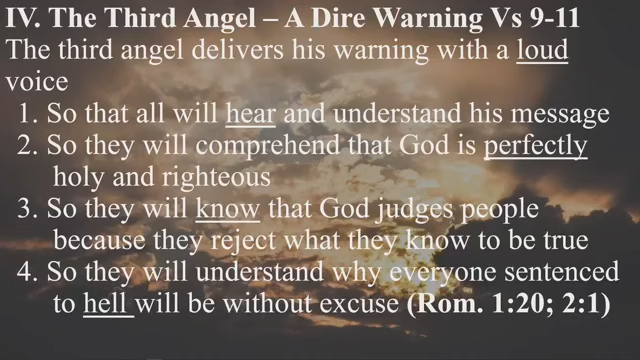 IV. The Third Angel – A Dire Warning Vs 9-11
The third angel delivers his warning with a loud
voice
1. So that all will hear and understand his message
2. So they will comprehend that God is perfectly
holy and righteous
3. So they will know that God judges people
because they reject what they know to be true
4. So they will understand why everyone sentenced
to hell will be without excuse (Rom. 1:20; 2:1)